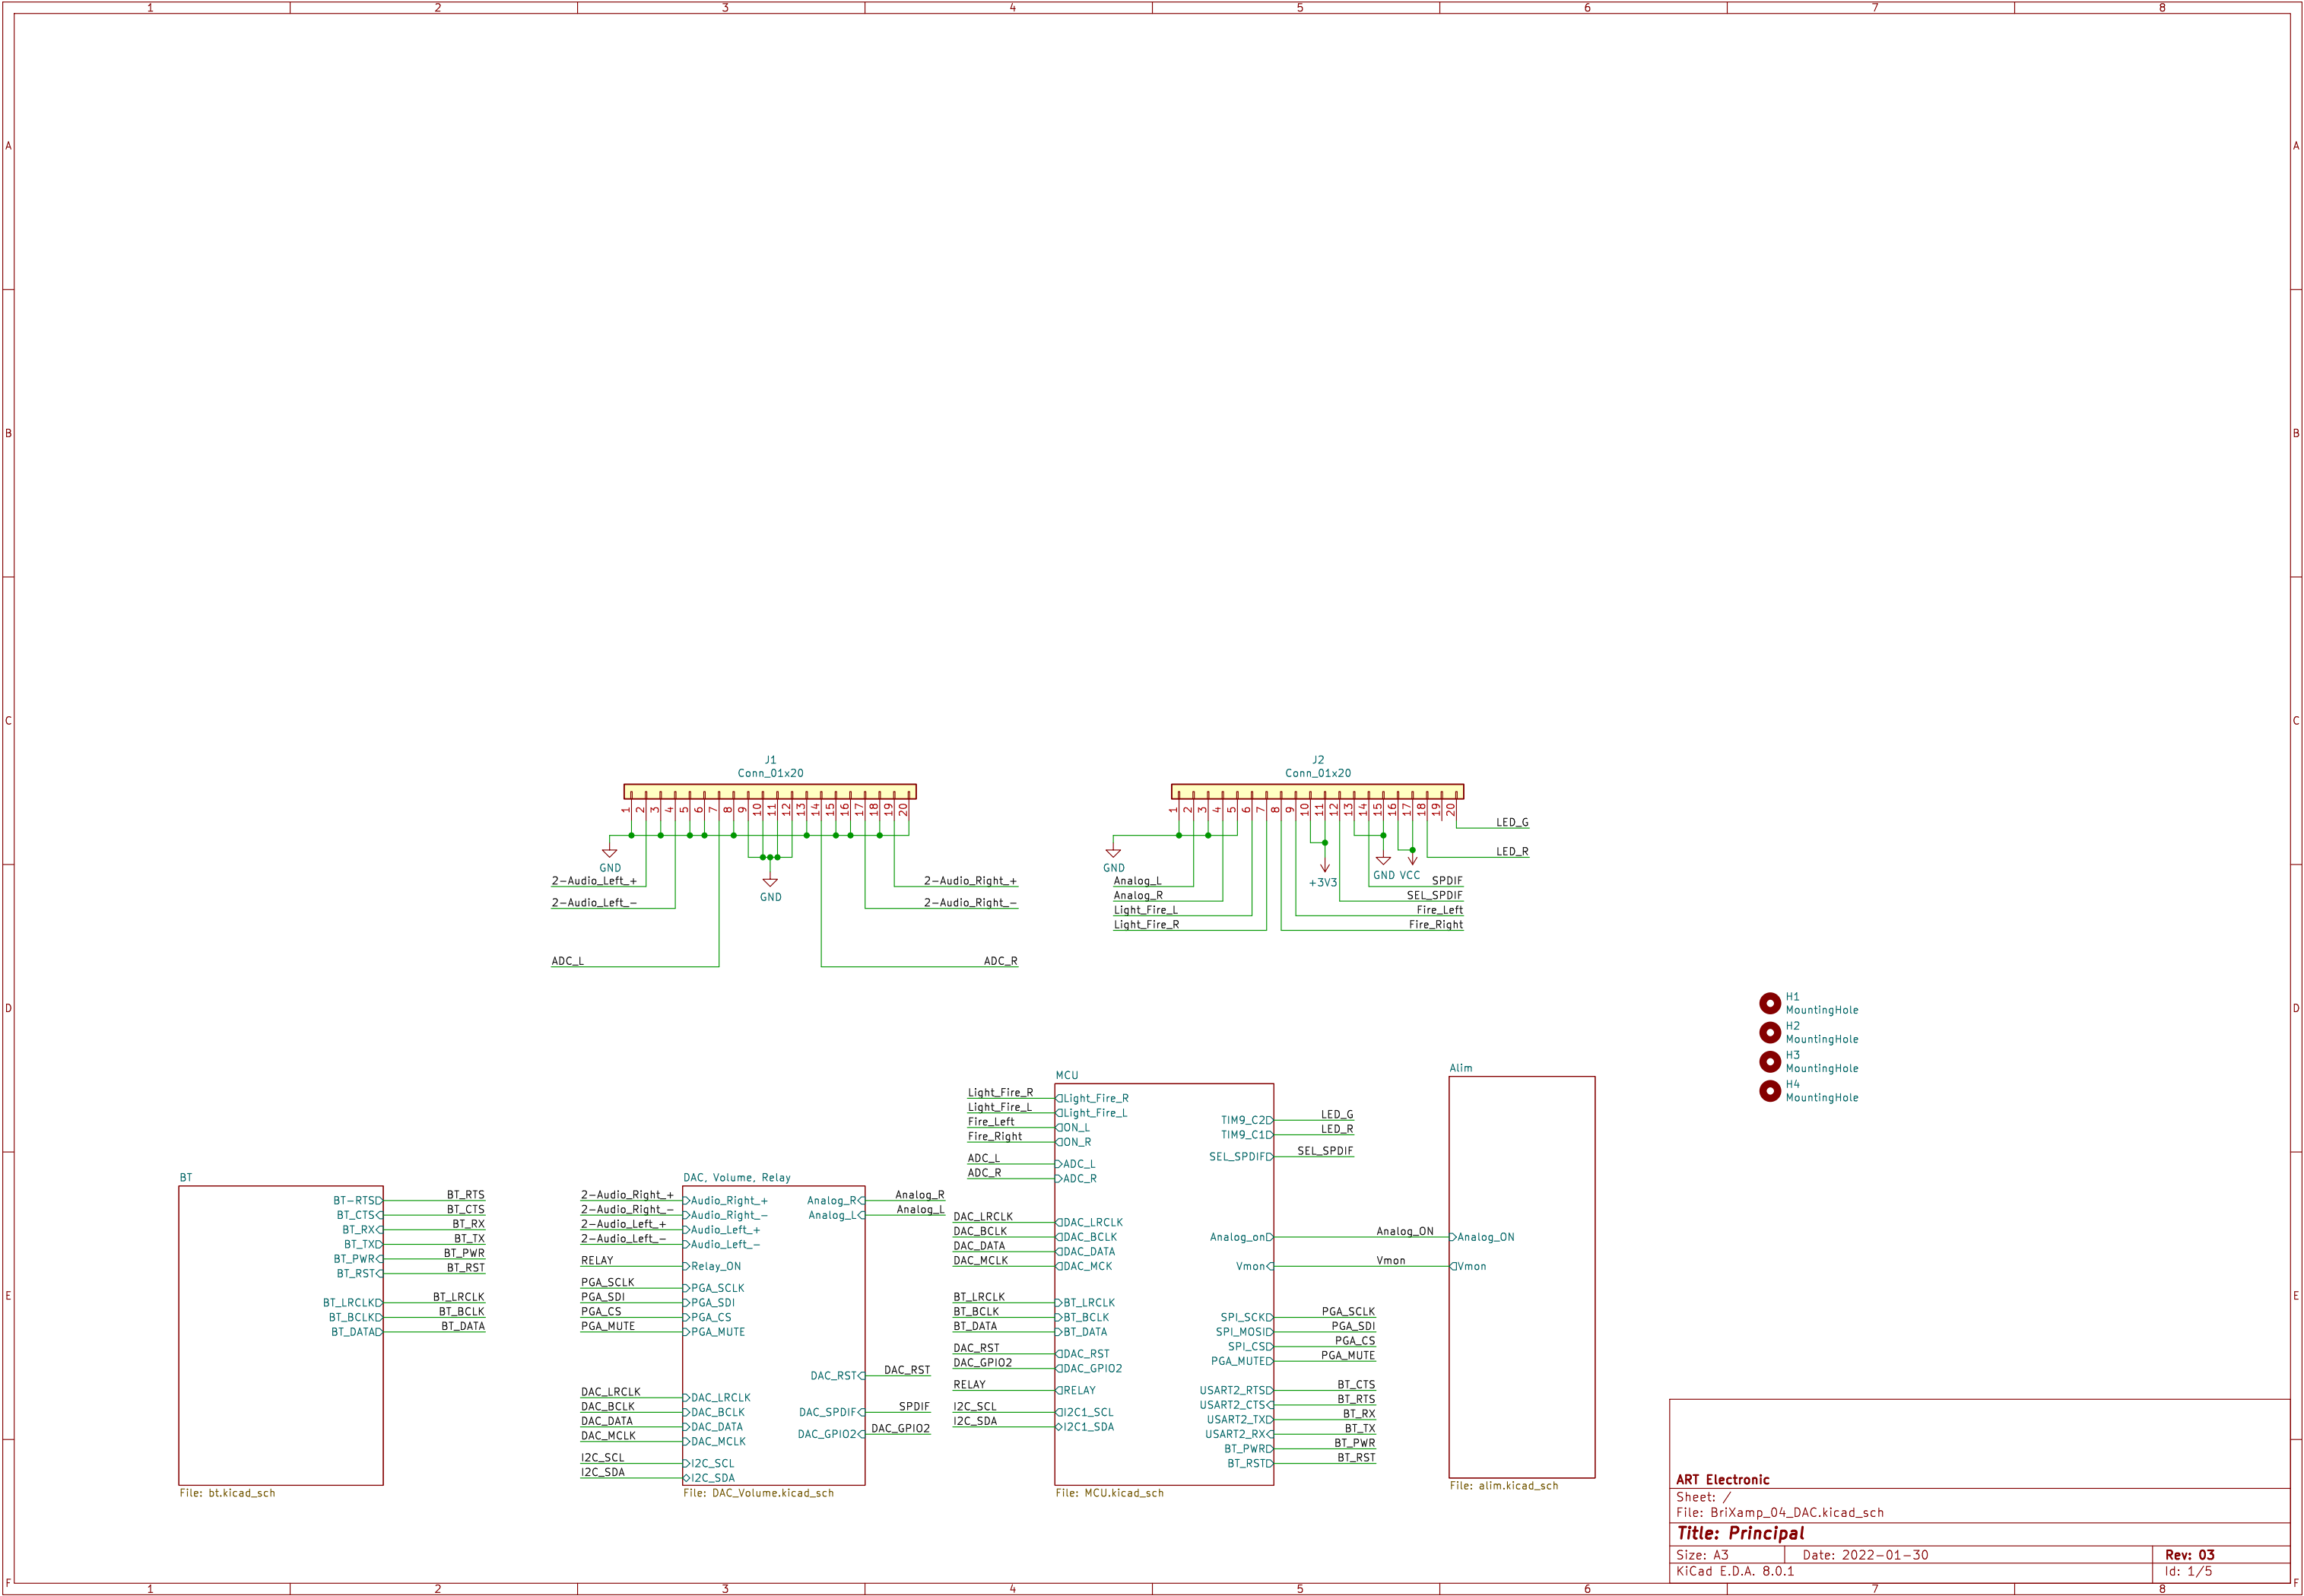 1 2 3 4 5 6 7 8
A A
B B
C C
J1
Conn_01x20
1 2 3 4 5 6 7 8 9 10 11 12 13 14 15 16 17 18 19 20
J2
Conn_01x20
1 2 3 4 5 6 7 8 9 10 11 12 13 14 15 16 17 18 19 20
LED_G
LED_R
GND
GND
GND
GND VCC
+3V3
2-Audio_Left_+
2-Audio_Left_-
ADC_L
2-Audio_Right_+
2-Audio_Right_-
ADC_R
Analog_L
Analog_R
Light_Fire_L
Light_Fire_R
SPDIF
SEL_SPDIF
Fire_Left
Fire_Right
D D
H1
MountingHole
H2
MountingHole
H3
MountingHole
H4
MountingHole
BT
BT-RTS BT_RTS
BT_CTS BT_CTS
BT_RX BT_RX
BT_TX BT_TX
BT_PWR BT_PWR
BT_RST BT_RST
BT_LRCLK BT_LRCLK
BT_BCLK BT_BCLK
BT_DATA BT_DATA
File: bt.kicad_sch
DAC, Volume, Relay
2-Audio_Right_+ Audio_Right_+ Analog_R Analog_R
2-Audio_Right_- Audio_Right_- Analog_L Analog_L
2-Audio_Left_+ Audio_Left_+
2-Audio_Left_- Audio_Left_-
RELAY Relay_ON
PGA_SCLK PGA_SCLK
PGA_SDI PGA_SDI
PGA_CS PGA_CS
PGA_MUTE PGA_MUTE
DAC_RST DAC_RST
DAC_LRCLK DAC_LRCLK
DAC_BCLK DAC_BCLK DAC_SPDIF SPDIF
DAC_DATA DAC_DATA DAC_GPIO2 DAC_GPIO2
DAC_MCLK DAC_MCLK
I2C_SCL I2C_SCL
I2C_SDA I2C_SDA
File: DAC_Volume.kicad_sch
MCU
Light_Fire_R Light_Fire_R
Light_Fire_L Light_Fire_L TIM9_C2 LED_G
Fire_Left ON_L TIM9_C1 LED_R
Fire_Right ON_R
ADC_L ADC_L SEL_SPDIF SEL_SPDIF
ADC_R ADC_R
DAC_LRCLK DAC_LRCLK
DAC_BCLK DAC_BCLK Analog_on Analog_ON
DAC_DATA DAC_DATA
DAC_MCLK DAC_MCK Vmon Vmon
BT_LRCLK BT_LRCLK
BT_BCLK BT_BCLK SPI_SCK PGA_SCLK
BT_DATA BT_DATA SPI_MOSI PGA_SDI
DAC_RST DAC_RST SPI_CS PGA_CS
DAC_GPIO2 DAC_GPIO2 PGA_MUTE PGA_MUTE
RELAY RELAY USART2_RTS BT_CTS
USART2_CTS BT_RTS
I2C_SCL I2C1_SCL USART2_TX BT_RX
I2C_SDA I2C1_SDA USART2_RX BT_TX
BT_PWR BT_PWR
BT_RST BT_RST
File: MCU.kicad_sch
Alim
Analog_ON
Vmon
File: alim.kicad_sch
E E
ART Electronic
Sheet: /
File: BriXamp_04_DAC.kicad_sch
Title: Principal
Size: A3 Date: 2022-01-30 Rev: 03
KiCad E.D.A. 8.0.1 Id: 1/5
F F
1 2 3 4 5 6 7 8